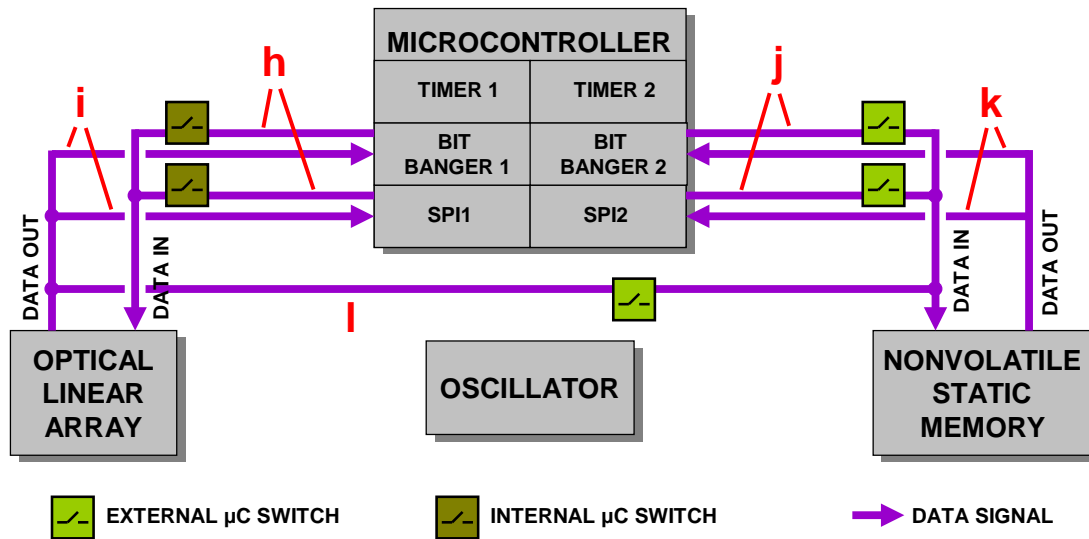 MICROCONTROLLER
TIMER 1
TIMER 2
h
j
i
k
BIT
BANGER 1
BIT
BANGER 2
SPI1
SPI2
DATA OUT
DATA IN
DATA IN
DATA OUT
l
OPTICAL
LINEAR
ARRAY
OSCILLATOR
NONVOLATILE
STATIC
MEMORY
EXTERNAL µC SWITCH
INTERNAL µC SWITCH
DATA SIGNAL